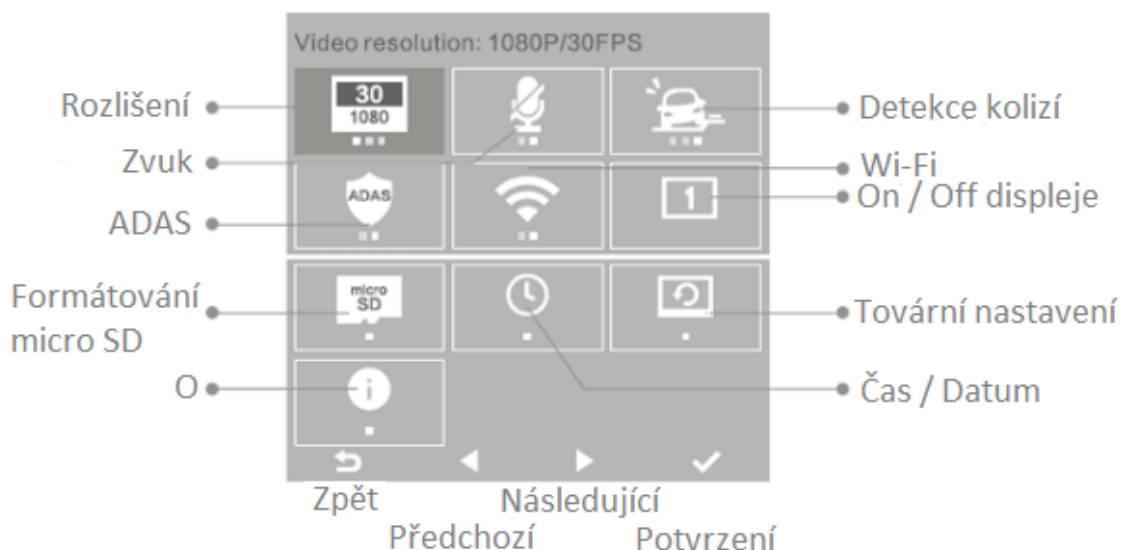 Video resolution: 1080P/30FPS
Rozlišení
30
1080
Detekce kolizí
Zvuk
Wi-Fi
ADAS
ADAS
1
On / Off displeje
Formátování
micro SD
micro
SD
Tovární nastavení
O
i
Čas / Datum
Zpět
Následující
Předchozí
Potvrzení